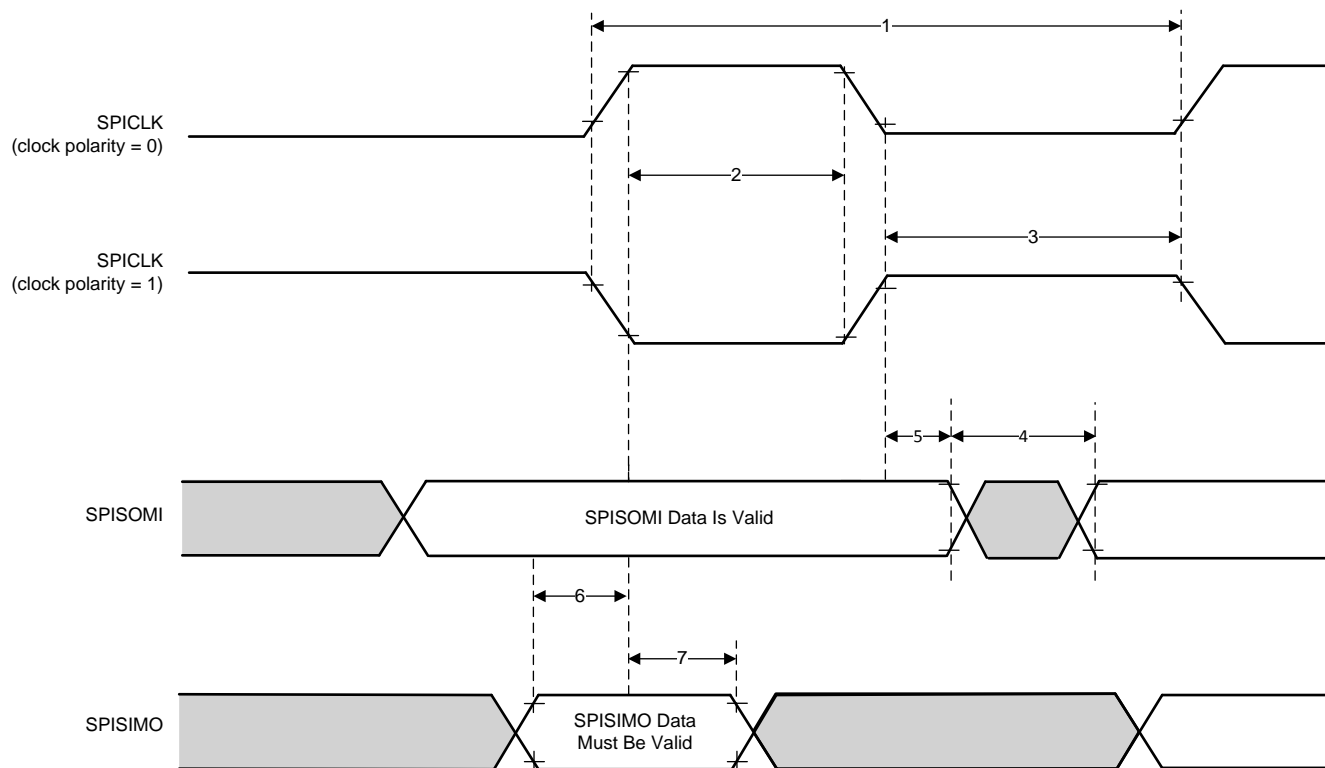 1
SPICLK
(clock polarity = 0)
2
3
SPICLK
(clock polarity = 1)
5
4
SPISOMI
SPISOMI Data Is Valid
6
7
SPISIMO
SPISIMO Data
Must Be Valid